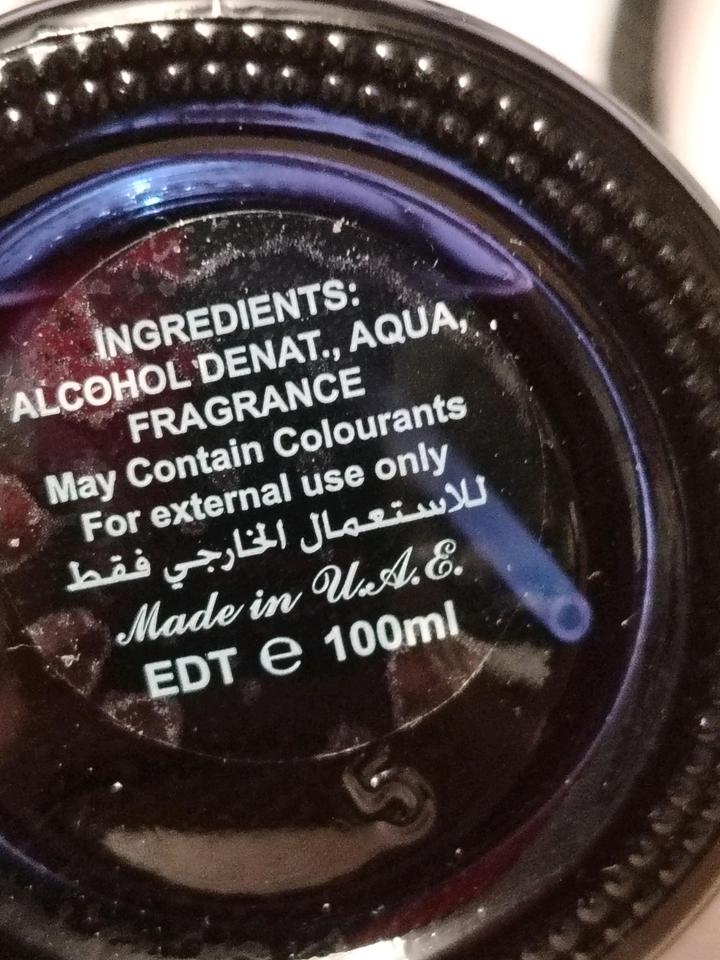 INGREDIENTS:
ALCOHOL DENAT., AQUA,
FRAGRANCE
May Contain Colourants
For external use only
للاستعمال الخارجي فقط
Made in U.A.E.
EDT e 100ml
5